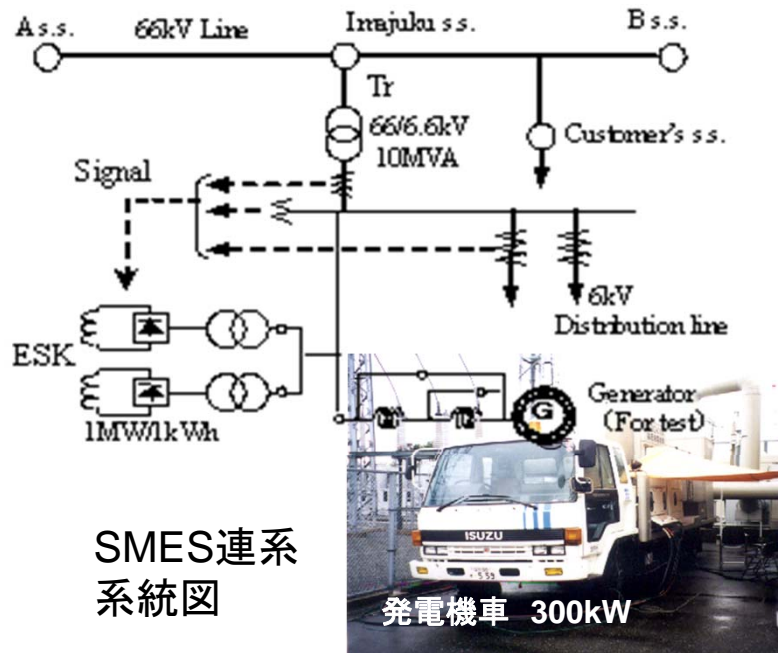 A s.s.
66kV Line
Imajuku s.s.
B s.s.
Tr
66/6.6kV
10MVA
Customer's s.s.
Signal
6kV
Distribution line
ESK
1MW/1kWh
G
Generator
(For test)
ISUZU
SMES連系
系統図
発電機車 300kW